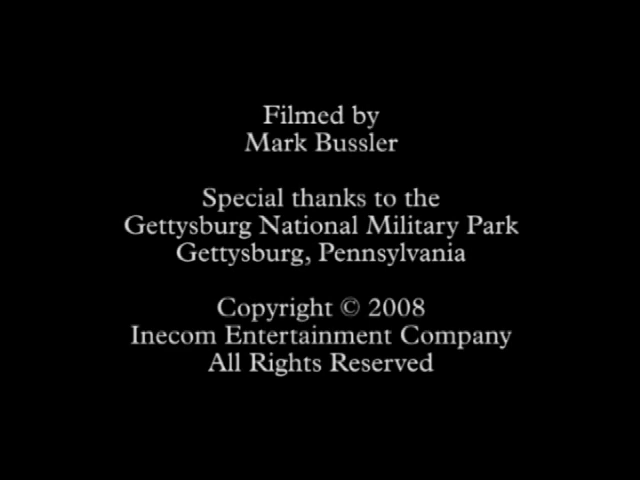 Filmed by
Mark Bussler
Special thanks to the
Gettysburg National Military Park
Gettysburg, Pennsylvania
Copyright © 2008
Inecom Entertainment Company
All Rights Reserved